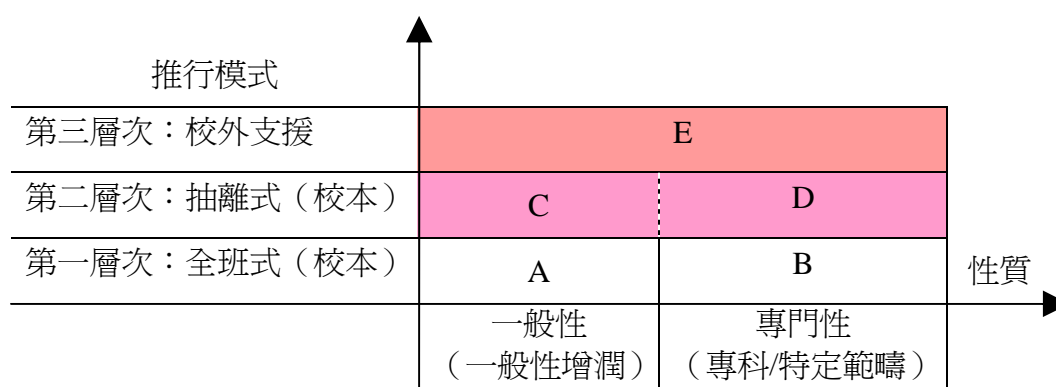 推行模式
第三層次：校外支援
E
第二層次：抽離式（校本）
C
D
第一層次：全班式（校本）
A
B
性質
一般性
（一般性增潤）
專門性
（專科/特定範疇）